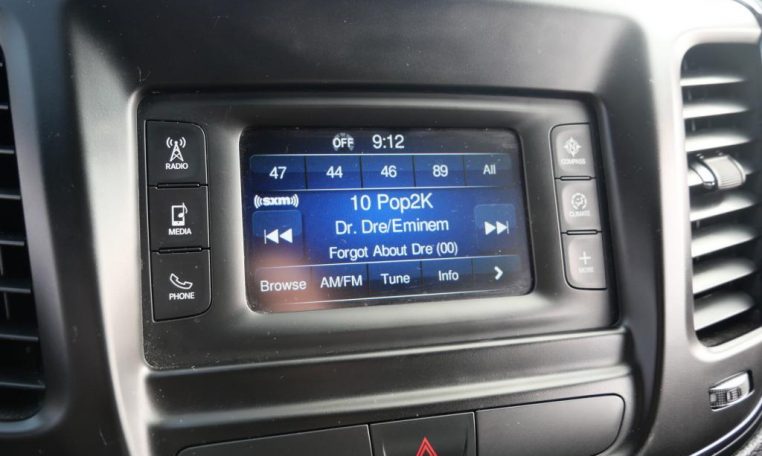 OFF 9:12
47 44 46 89 All
((sxm))
10 Pop2K
Dr. Dre/Eminem
Forgot About Dre (00)
Browse AM/FM Tune Info
RADIO
MEDIA
PHONE
N
COMPASS
CLIMATE
+
MORE